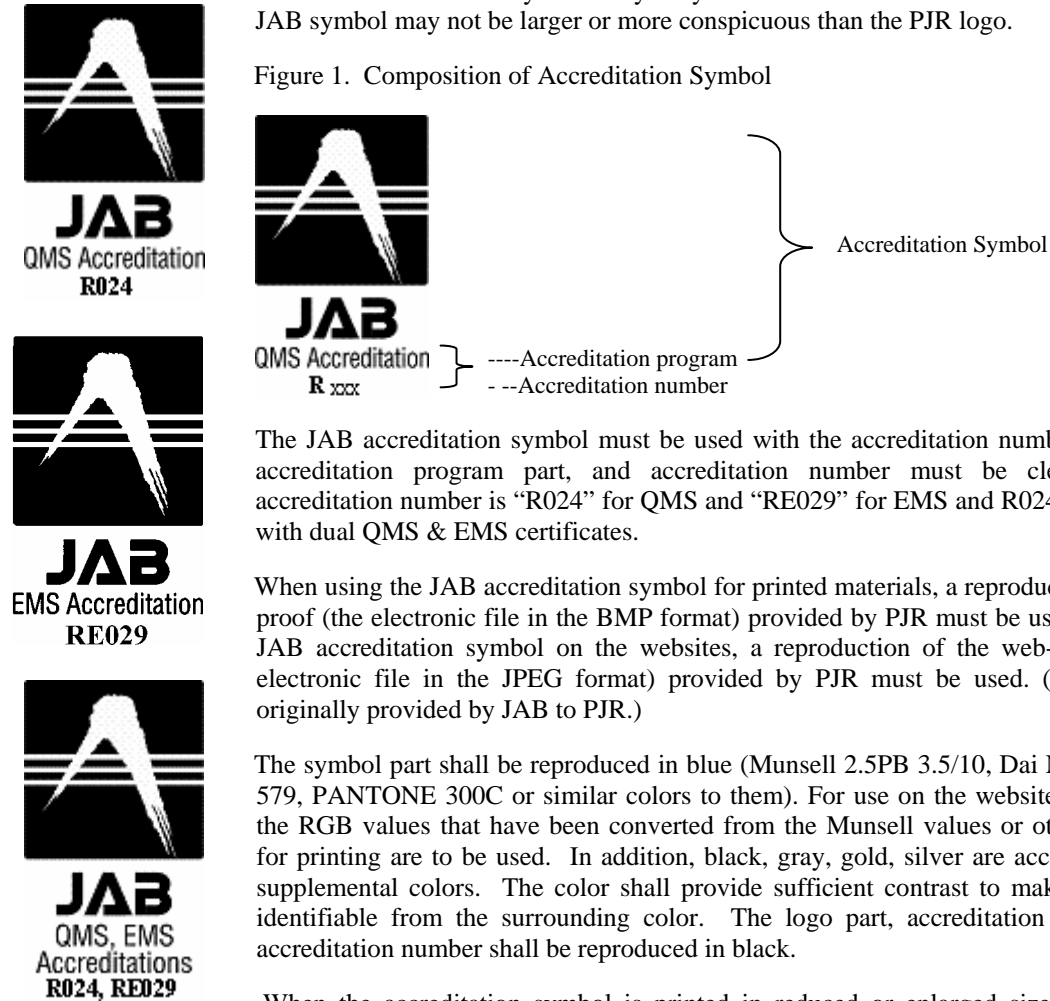 JAB symbol may not be larger or more conspicuous than the PJR logo.
Figure 1. Composition of Accreditation Symbol
JAB
QMS Accreditation
R024
JAB
EMS Accreditation
RE029
JAB
QMS, EMS
Accreditations
R024, RE029
JAB
QMS Accreditation
R xxx
----Accreditation program
- --Accreditation number
Accreditation Symbol
The JAB accreditation symbol must be used with the accreditation
accreditation program part, and accreditation number must be
accreditation number is “R024” for QMS and “RE029” for EMS and R024
with dual QMS & EMS certificates.
When using the JAB accreditation symbol for printed materials, a
proof (the electronic file in the BMP format) provided by PJR must be
JAB accreditation symbol on the websites, a reproduction of the web-
electronic file in the JPEG format) provided by PJR must be used. (
originally provided by JAB to PJR.)
The symbol part shall be reproduced in blue (Munsell 2.5PB 3.5/10, Dai
579, PANTONE 300C or similar colors to them). For use on the website
the RGB values that have been converted from the Munsell values or
for printing are to be used. In addition, black, gray, gold, silver are
supplemental colors. The color shall provide sufficient contrast to
identifiable from the surrounding color. The logo part, accreditation
accreditation number shall be reproduced in black.
When the accreditation symbol is printed in reduced or enlarged